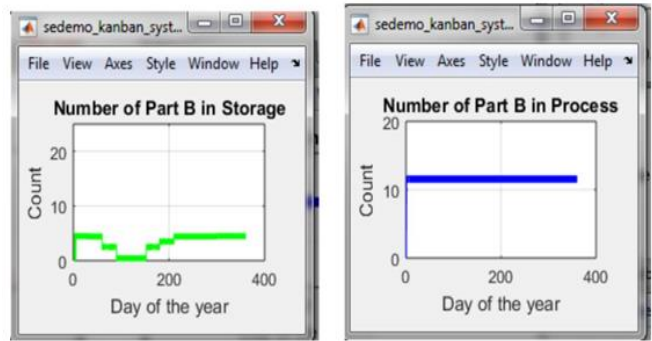 sedemo_kanban_syst...
File View Axes Style Window Help
Number of Part B in Storage
20
10
0
Count
0 200 400
Day of the year
sedemo_kanban_syst...
File View Axes Style Window Help
Number of Part B in Process
20
10
0
Count
0 200 400
Day of the year